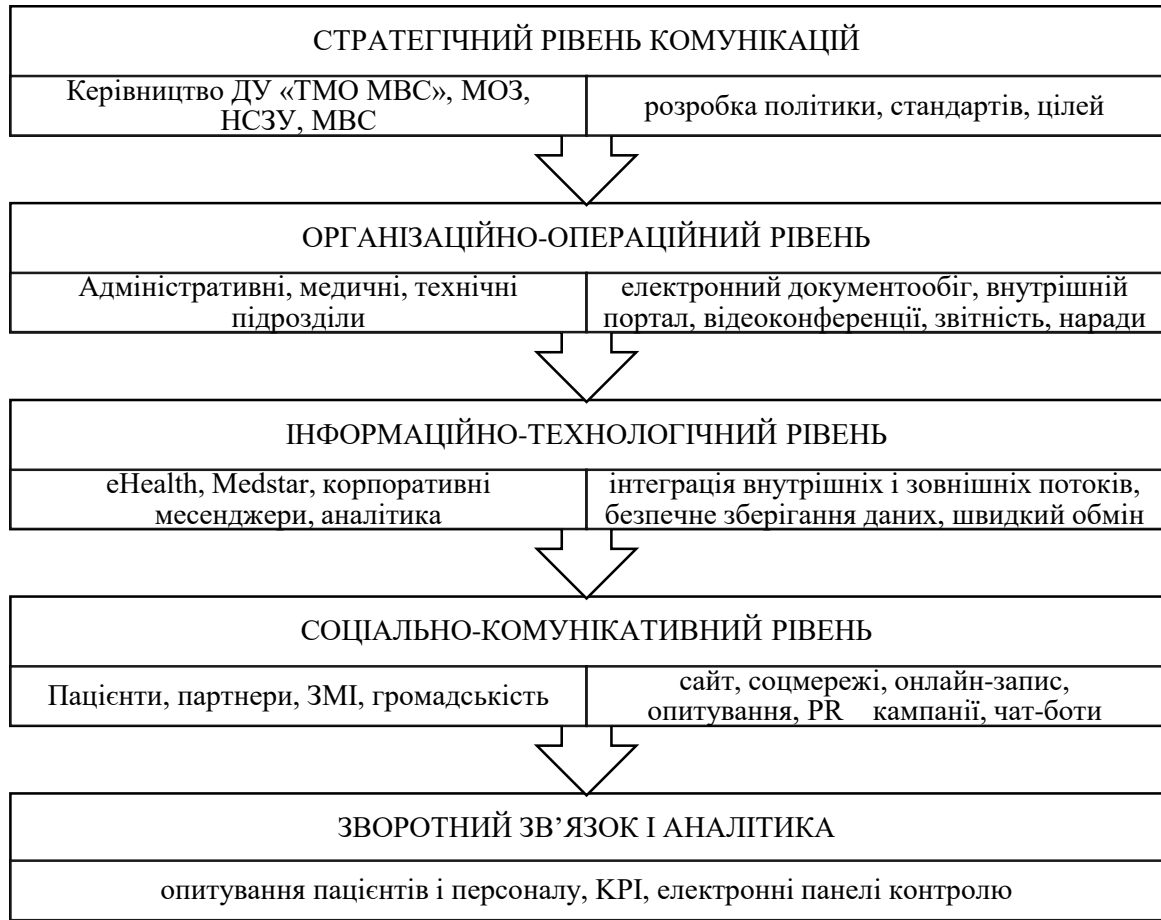 СТРАТЕГІЧНИЙ РІВЕНЬ КОМУНІКАЦІЙ
Керівництво ДУ «ТМО МВС», МОЗ,
НСЗУ, МВС
розробка політики, стандартів, цілей
ОРГАНІЗАЦІЙНО-ОПЕРАЦІЙНИЙ РІВЕНЬ
Адміністративні, медичні, технічні
підрозділи
електронний документообіг, внутрішній
портал, відеоконференції, звітність, наради
ІНФОРМАЦІЙНО-ТЕХНОЛОГІЧНИЙ РІВЕНЬ
eHealth, Medstar, корпоративні
месенджери, аналітика
інтеграція внутрішніх і зовнішніх потоків,
безпечне зберігання даних, швидкий обмін
СОЦІАЛЬНО-КОМУНІКАТИВНИЙ РІВЕНЬ
Пацієнти, партнери, ЗМІ, громадськість
сайт, соцмережі, онлайн-запис,
опитування, PR кампанії, чат-боти
ЗВОРОТНИЙ ЗВ’ЯЗОК І АНАЛІТИКА
опитування пацієнтів і персоналу, KPI, електронні панелі контролю